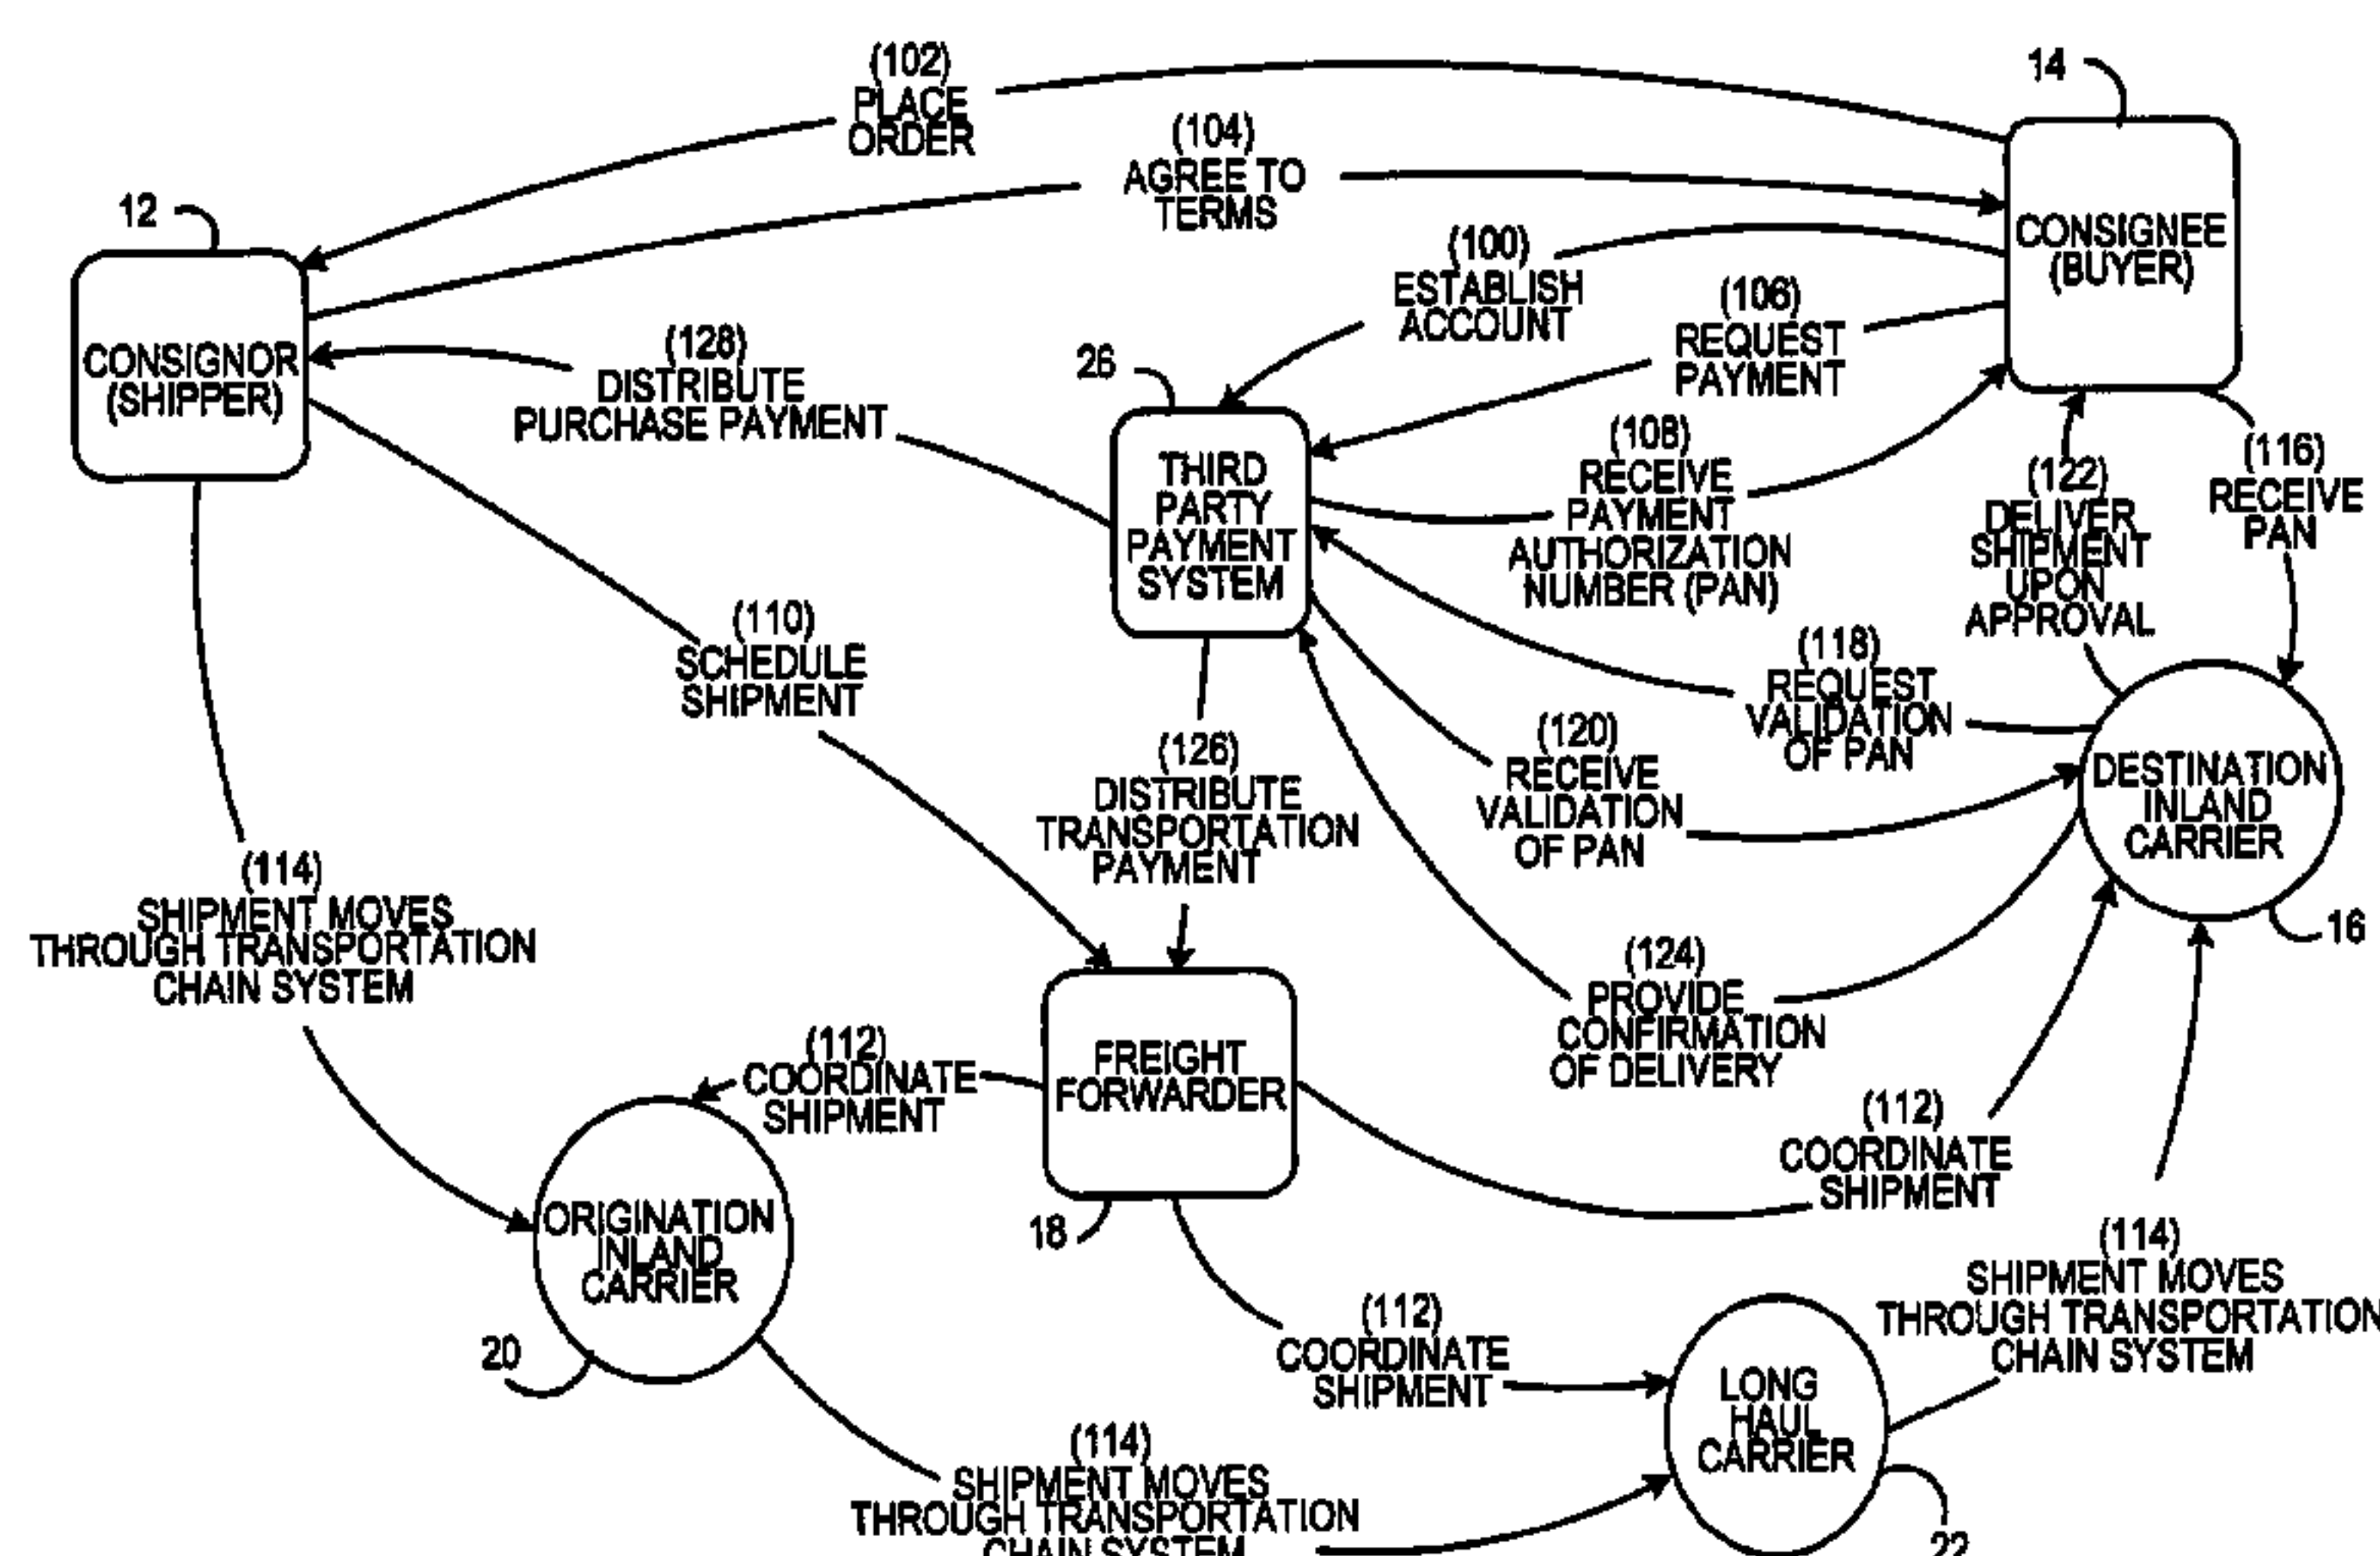 (102)
PLACE
ORDER
14
(104)
AGREE TO
TERMS
12
CONSIGNEE
(BUYER)
(100)
ESTABLISH
ACCOUNT
(106)
REQUEST
PAYMENT
CONSIGNOR
(SHIPPER)
(128)
DISTRIBUTE
PURCHASE PAYMENT
26
THIRD
PARTY
PAYMENT
SYSTEM
(108)
RECEIVE
PAYMENT
AUTHORIZATION
NUMBER (PAN)
(122)
DELIVER
SHIPMENT
UPON
APPROVAL
(116)
RECEIVE
PAN
(110)
SCHEDULE
SHIPMENT
(118)
REQUEST
VALIDATION
OF PAN
(126)
DISTRIBUTE
TRANSPORTATION
PAYMENT
(120)
RECEIVE
VALIDATION
OF PAN
DESTINATION
INLAND
CARRIER
16
(114)
SHIPMENT MOVES
THROUGH TRANSPORTATION
CHAIN SYSTEM
(124)
PROVIDE
CONFIRMATION
OF DELIVERY
(112)
COORDINATE
SHIPMENT
FREIGHT
FORWARDER
18
(112)
COORDINATE
SHIPMENT
ORIGINATION
INLAND
CARRIER
20
(112)
COORDINATE
SHIPMENT
(114)
SHIPMENT MOVES
THROUGH TRANSPORTATION
CHAIN SYSTEM
LONG
HAUL
CARRIER
22
(114)
SHIPMENT MOVES
THROUGH TRANSPORTATION
CHAIN SYSTEM